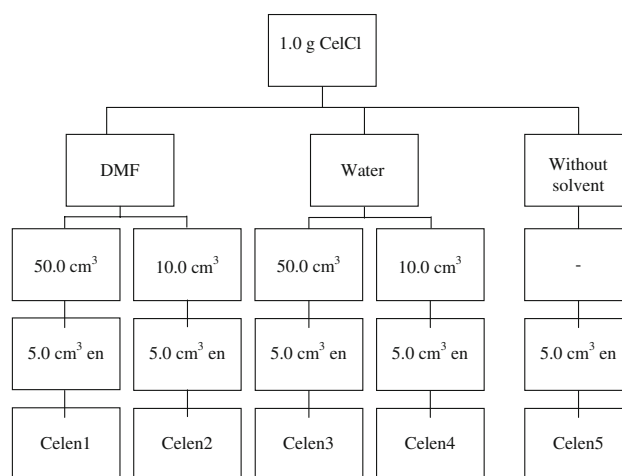 1.0 g CelCl
DMF
Water
Without
solvent
50.0 cm³
10.0 cm³
50.0 cm³
10.0 cm³
-
5.0 cm³ en
5.0 cm³ en
5.0 cm³ en
5.0 cm³ en
5.0 cm³ en
Celen1
Celen2
Celen3
Celen4
Celen5